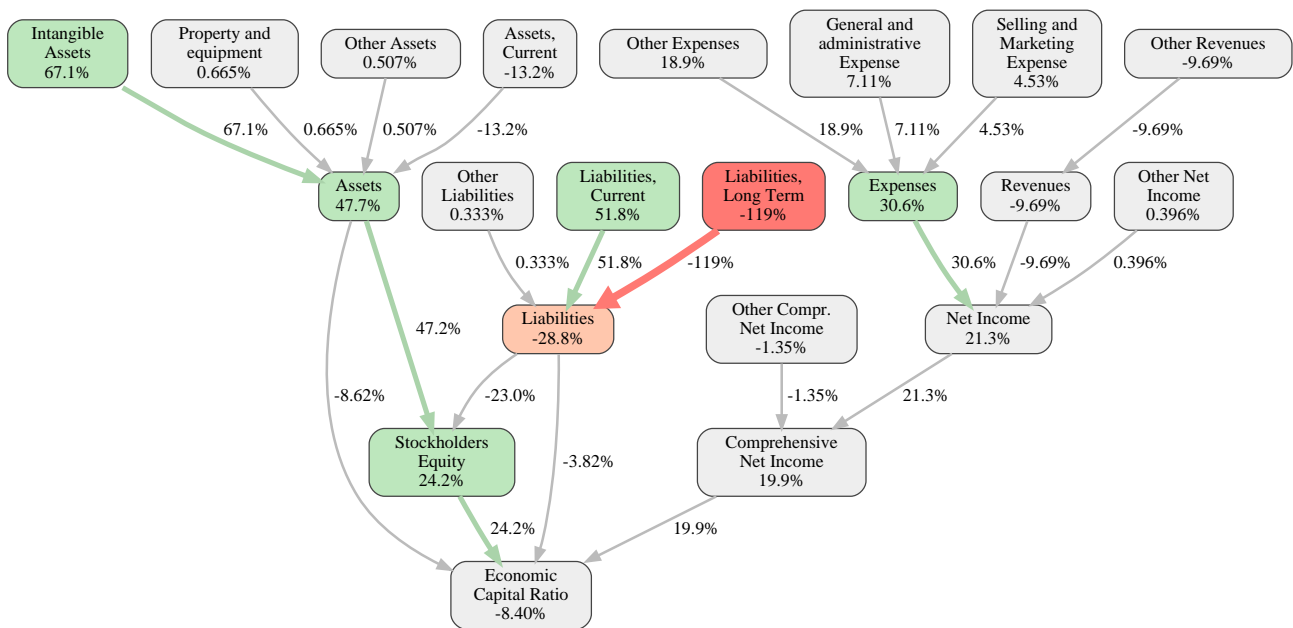 Intangible
Assets
67.1%
Property and
equipment
0.665%
Other Assets
0.507%
Assets,
Current
-13.2%
Other Expenses
18.9%
General and
administrative
Expense
7.11%
Selling and
Marketing
Expense
4.53%
Other Revenues
-9.69%
67.1%
0.665%
0.507%
-13.2%
18.9%
7.11%
4.53%
-9.69%
Assets
47.7%
Other
Liabilities
0.333%
Liabilities,
Current
51.8%
Liabilities,
Long Term
-119%
Expenses
30.6%
Revenues
-9.69%
Other Net
Income
0.396%
0.333%
51.8%
-119%
30.6%
-9.69%
0.396%
47.2%
Liabilities
-28.8%
Other Compr.
Net Income
-1.35%
Net Income
21.3%
-8.62%
-23.0%
-1.35%
21.3%
Stockholders
Equity
24.2%
-3.82%
Comprehensive
Net Income
19.9%
24.2%
19.9%
Economic
Capital Ratio
-8.40%